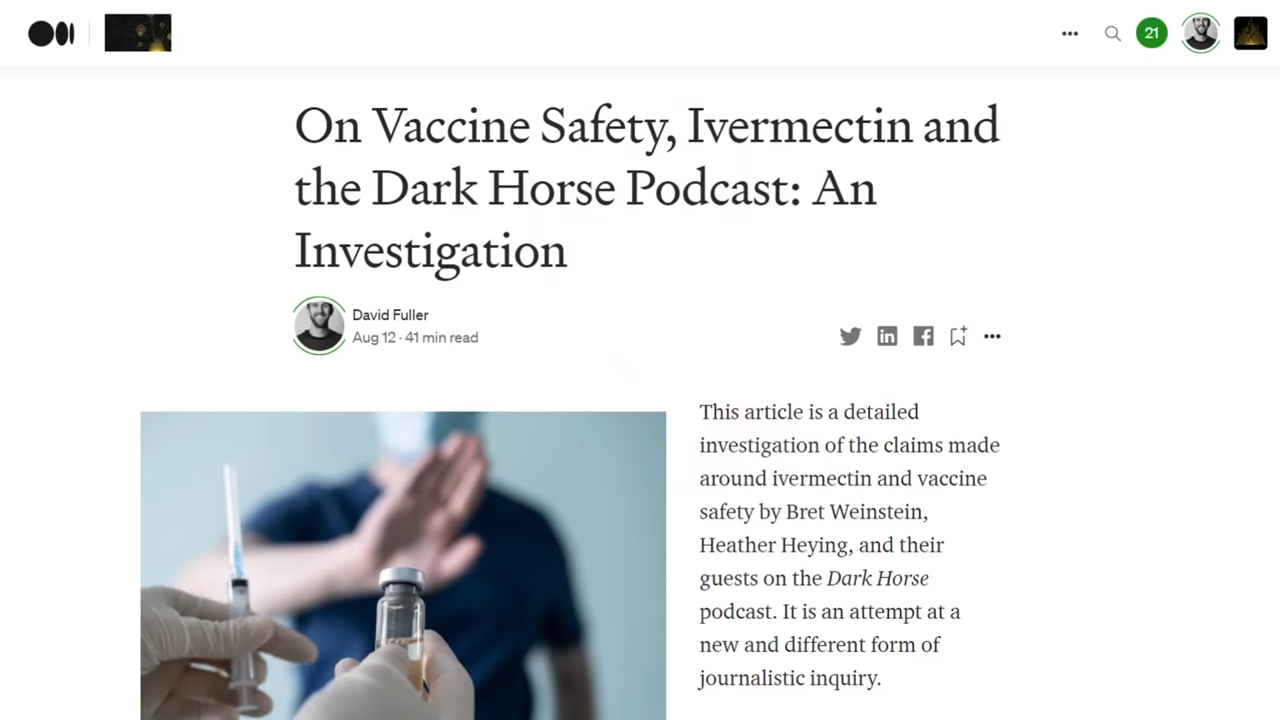 21
On Vaccine Safety, Ivermectin and
the Dark Horse Podcast: An
Investigation
David Fuller
Aug 12 · 41 min read
This article is a detailed
investigation of the claims made
around ivermectin and vaccine
safety by Bret Weinstein,
Heather Heying, and their
guests on the Dark Horse
podcast. It is an attempt at a
new and different form of
journalistic inquiry.